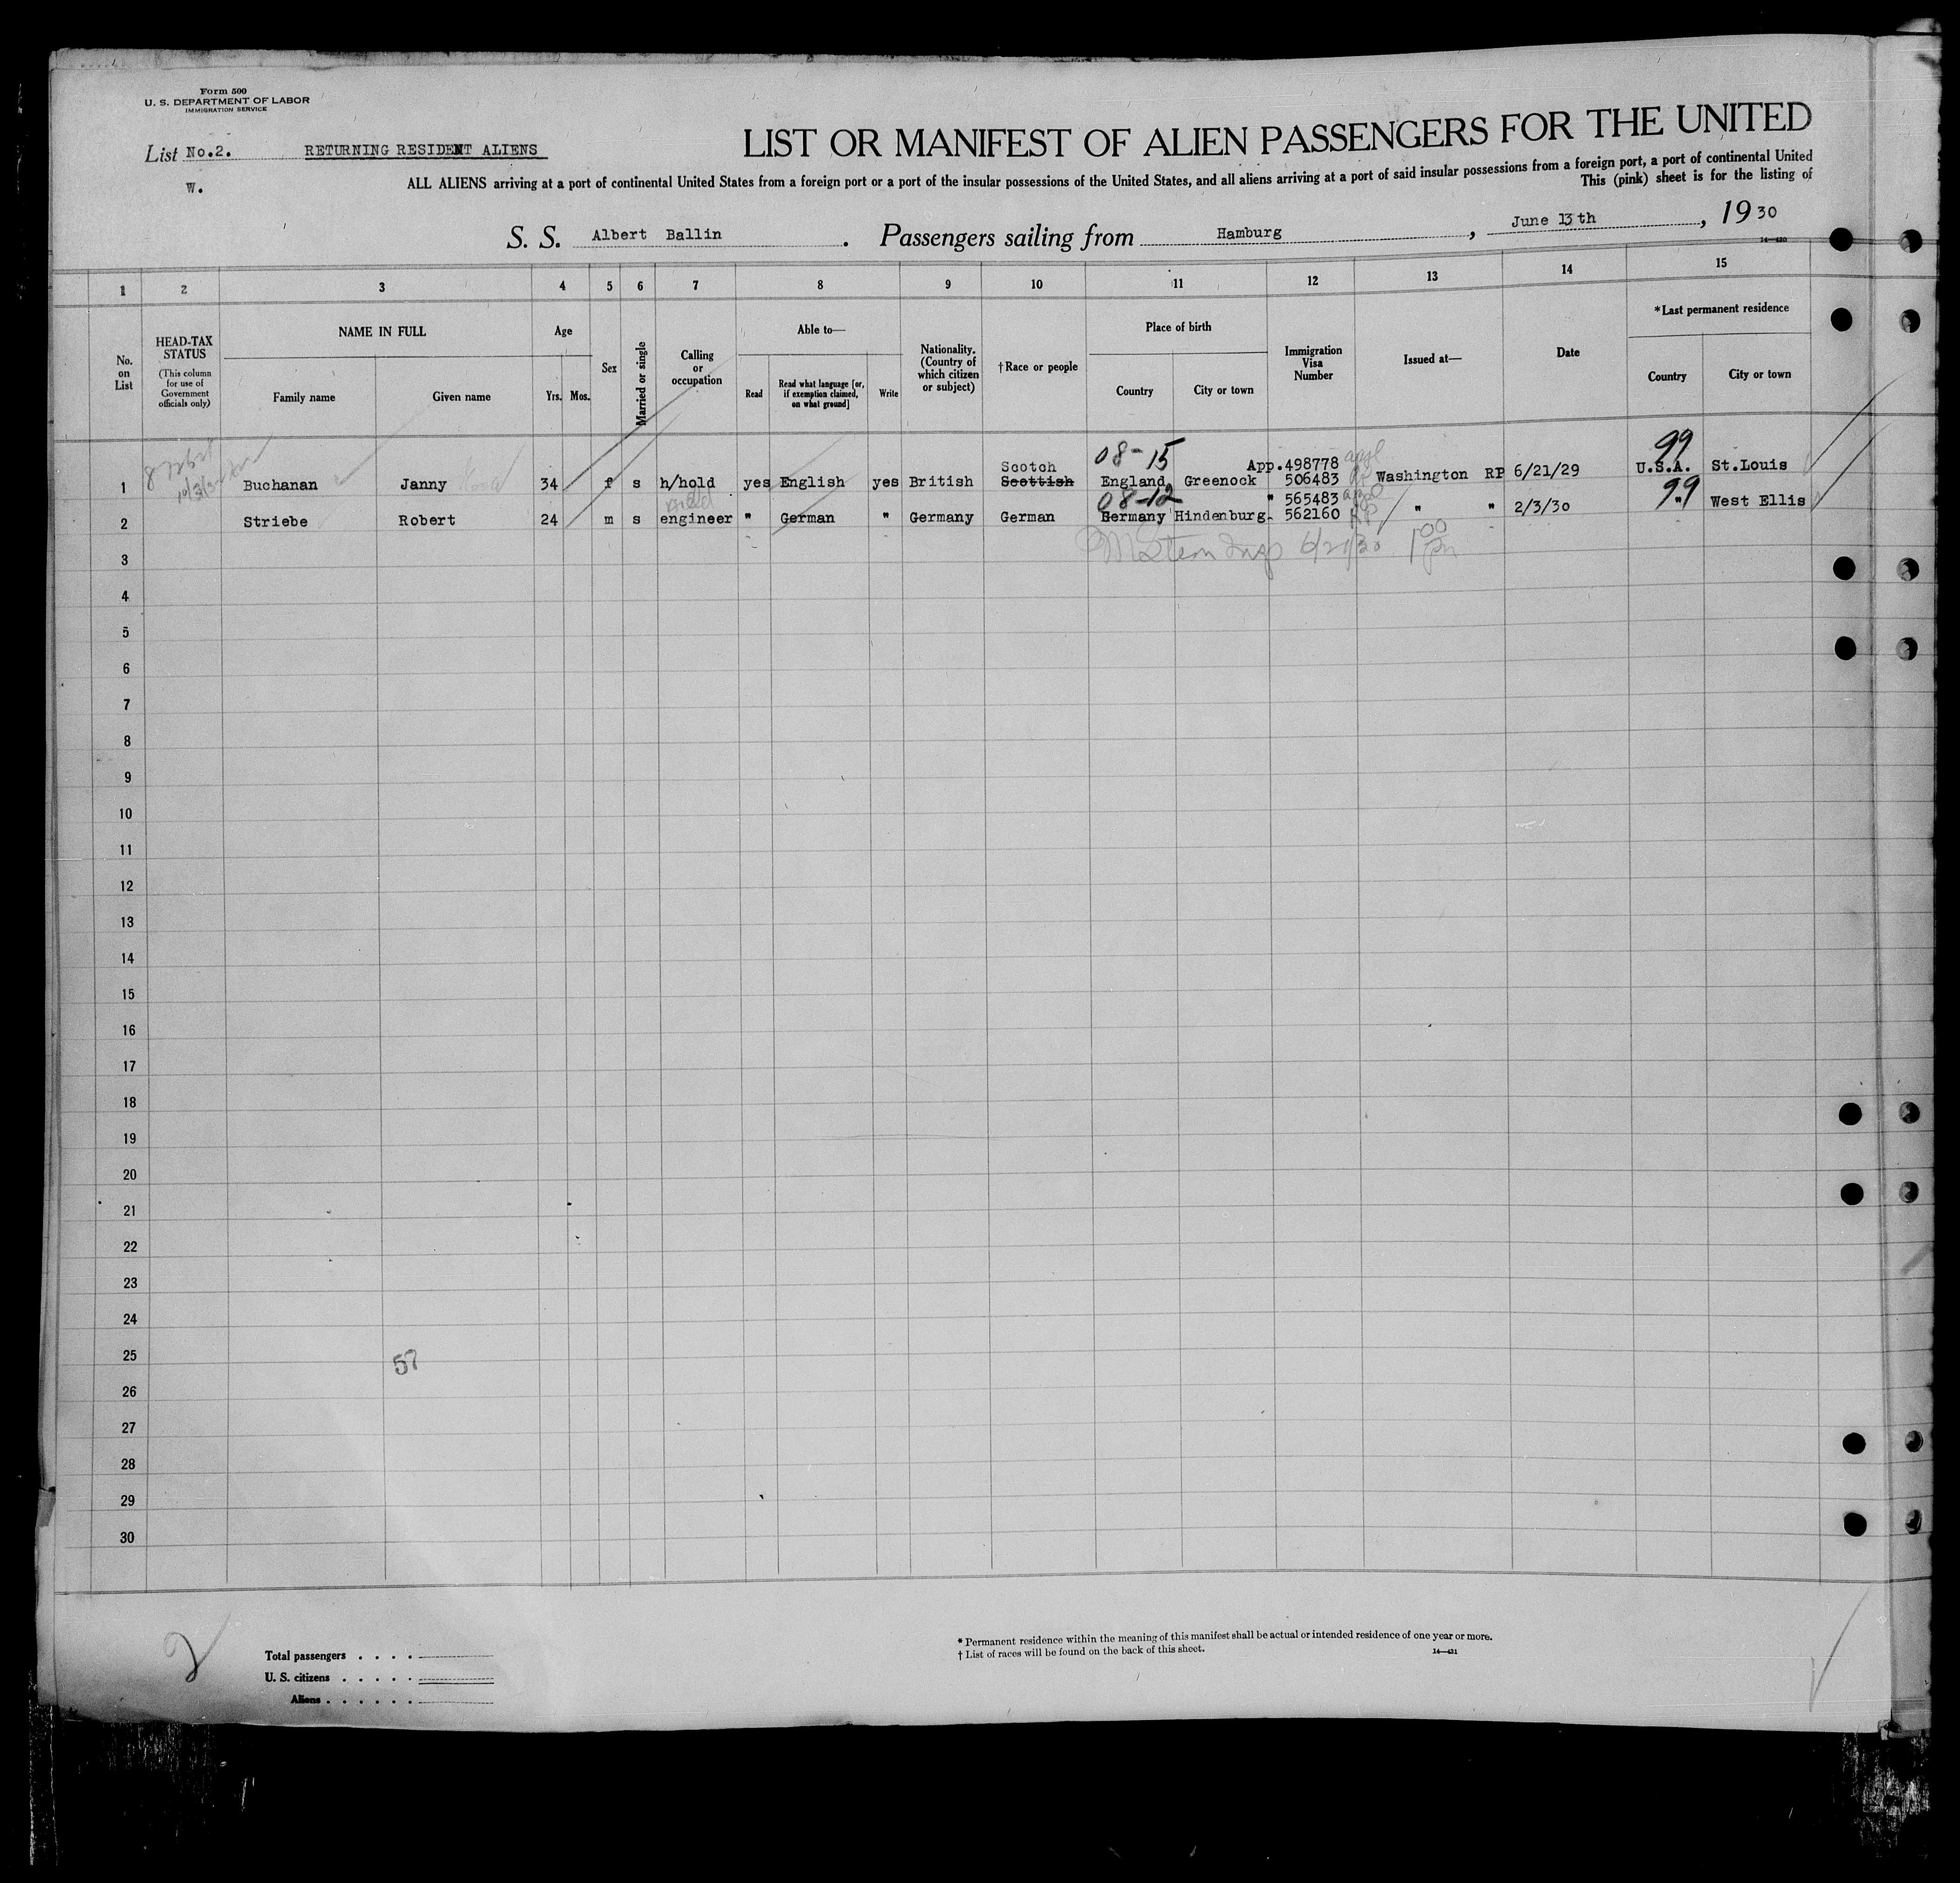 Form 500
U. S. DEPARTMENT OF LABOR
IMMIGRATION SERVICE
List No.2. RETURNING RESIDENT ALIENS
W.
LIST OR MANIFEST OF ALIEN PASSENGERS FOR THE UNITED
ALL ALIENS arriving at a port of continental United States from a foreign port or a port of the insular possessions of the United States, and all aliens arriving at a port of said insular possessions from a foreign port, a port of continental United
This (pink) sheet is for the listing of
S. S. Albert Ballin . Passengers sailing from Hamburg , June 13th , 19 30
14—430
1 2 3 4 5 6 7 8 9 10 11 12 13 14 15
No. on List
HEAD-TAX STATUS
(This column for use of Government officials only)
NAME IN FULL
Family name Given name
Age
Yrs. Mos.
Sex
Married or single
Calling or occupation
Able to—
Read
Read what language [or, if exemption claimed, on what ground]
Write
Nationality. (Country of which citizen or subject)
†Race or people
Place of birth
Country City or town
Immigration Visa Number
Issued at—
Date
*Last permanent residence
Country City or town
08-15 99
Scotch App.498778
1 Buchanan Janny 34 f s h/hold yes English yes British Scottish England Greenock 506483 Washington RP 6/21/29 U.S.A. St.Louis
08-12 99
" 565483
2 Striebe Robert 24 m s engineer " German " Germany German Germany Hindenburg 562160 " " 2/3/30 " West Ellis
3
4
5
6
7
8
9
10
11
12
13
14
15
16
17
18
19
20
21
22
23
24
25
57
26
27
28
29
30
2
Total passengers . . . .
U. S. citizens . . . . .
Aliens . . . . . .
* Permanent residence within the meaning of this manifest shall be actual or intended residence of one year or more.
† List of races will be found on the back of this sheet.
14—431